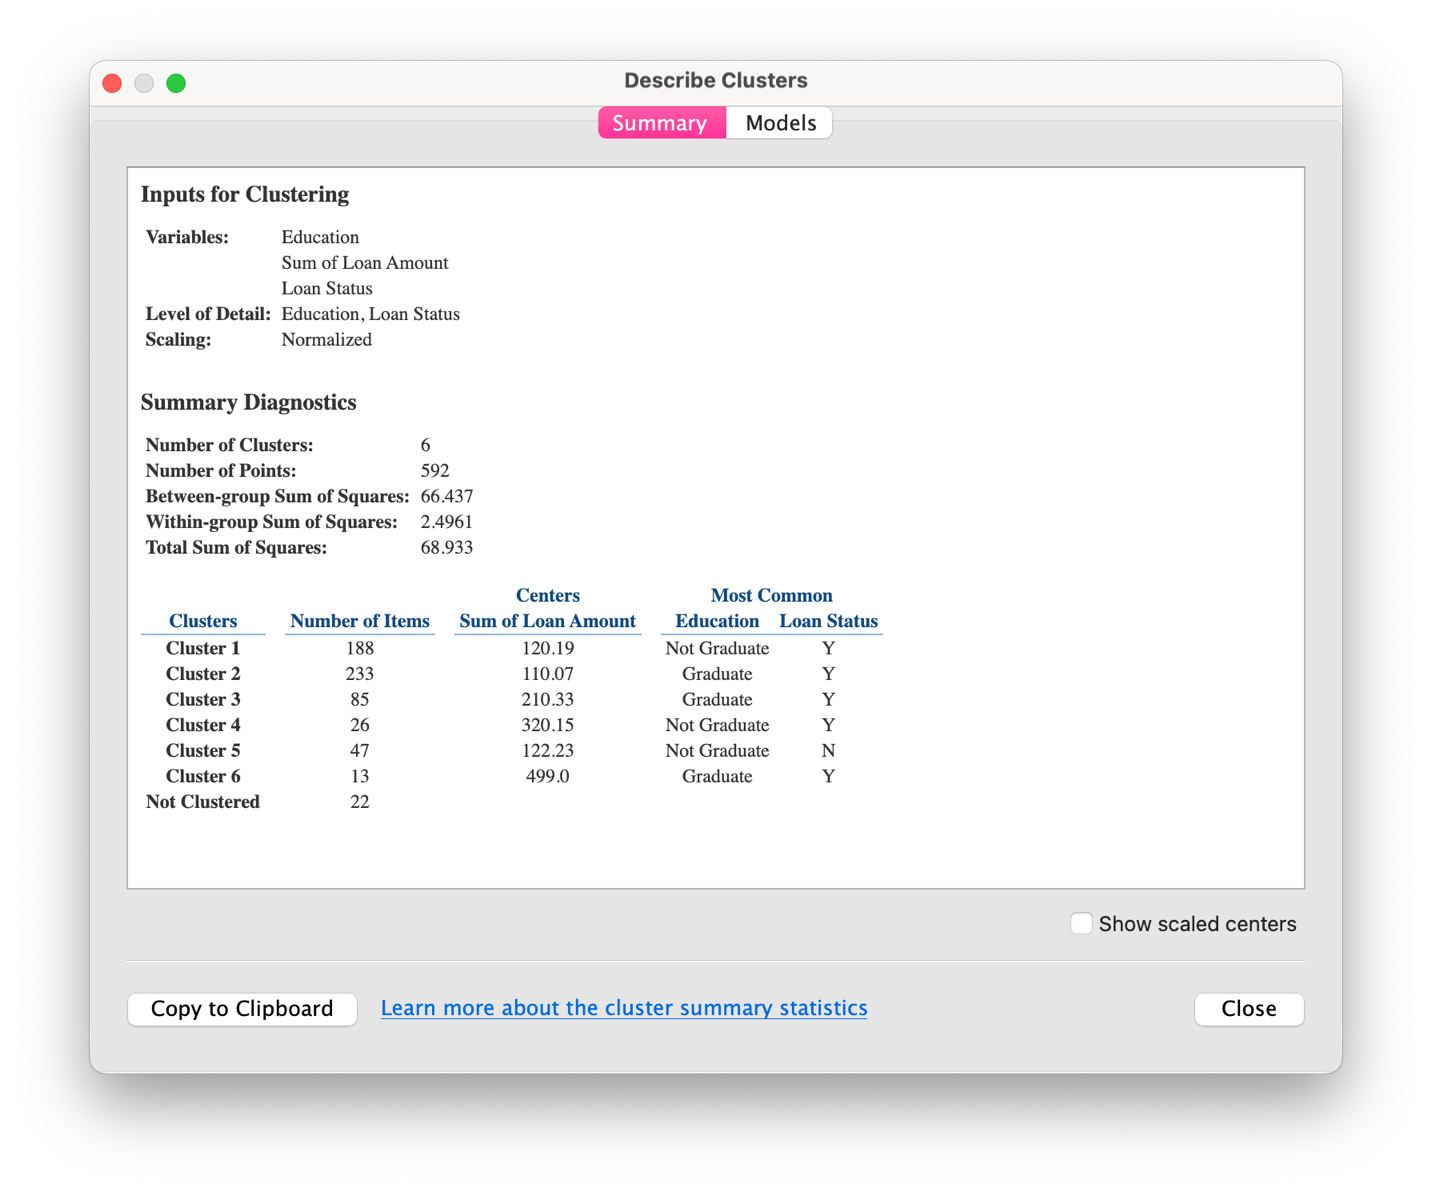 Describe Clusters
Summary Models
Inputs for Clustering
Variables: Education
Sum of Loan Amount
Loan Status
Level of Detail: Education, Loan Status
Scaling: Normalized
Summary Diagnostics
Number of Clusters: 6
Number of Points: 592
Between-group Sum of Squares: 66.437
Within-group Sum of Squares: 2.4961
Total Sum of Squares: 68.933
Centers Most Common
Clusters Number of Items Sum of Loan Amount Education Loan Status
Cluster 1 188 120.19 Not Graduate Y
Cluster 2 233 110.07 Graduate Y
Cluster 3 85 210.33 Graduate Y
Cluster 4 26 320.15 Not Graduate Y
Cluster 5 47 122.23 Not Graduate N
Cluster 6 13 499.0 Graduate Y
Not Clustered 22
Show scaled centers
Copy to Clipboard Learn more about the cluster summary statistics Close